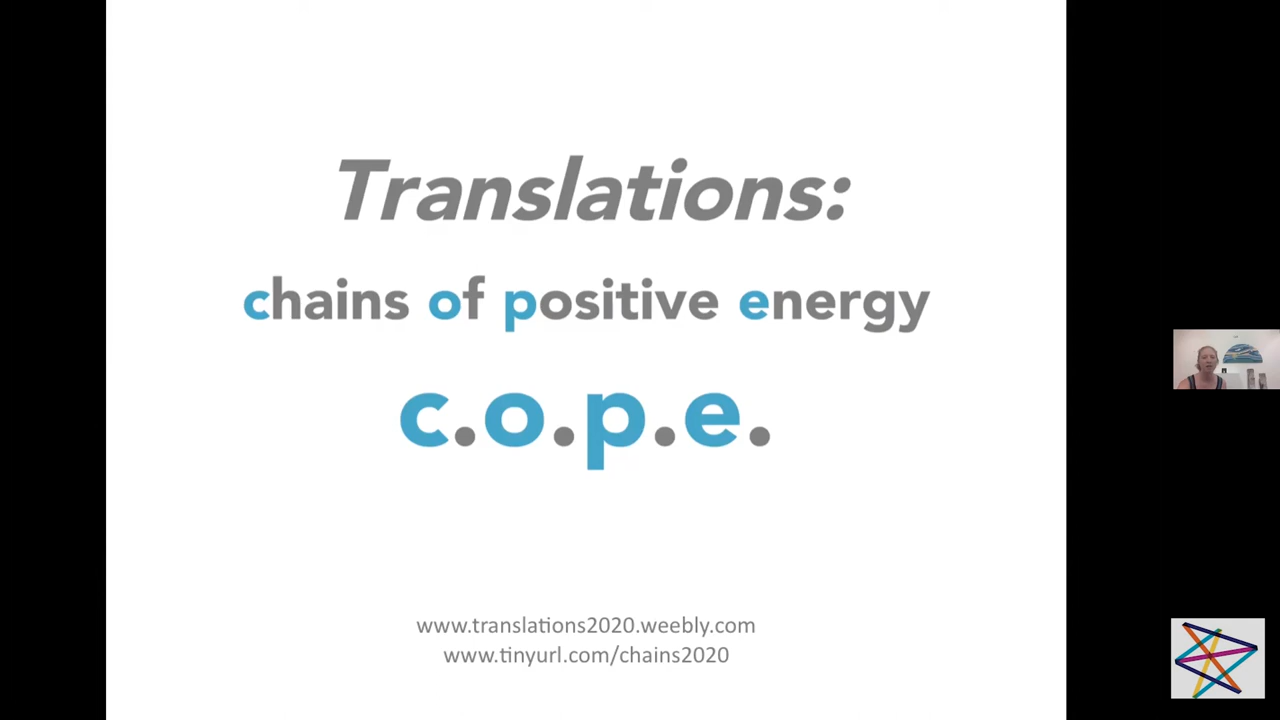 Translations:
chains of positive energy
c.o.p.e.
www.translations2020.weebly.com
www.tinyurl.com/chains2020